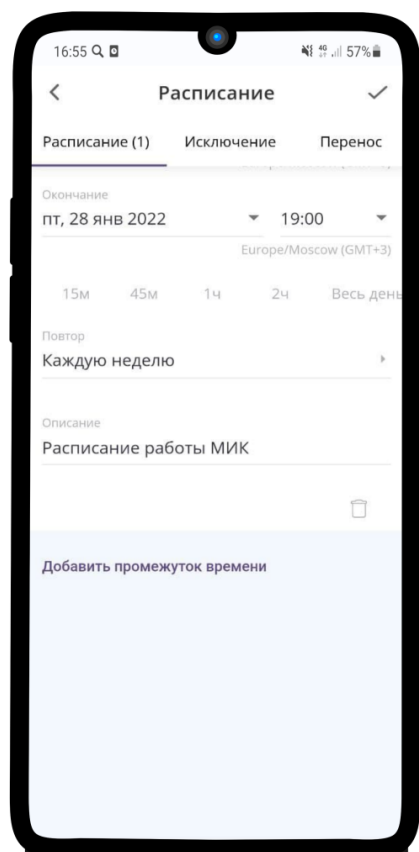 16:55
4G 57%
Расписание
Расписание (1) Исключение Перенос
Окончание
пт, 28 янв 2022 19:00
Europe/Moscow (GMT+3)
15м 45м 1ч 2ч Весь день
Повтор
Каждую неделю
Описание
Расписание работы МИК
Добавить промежуток времени